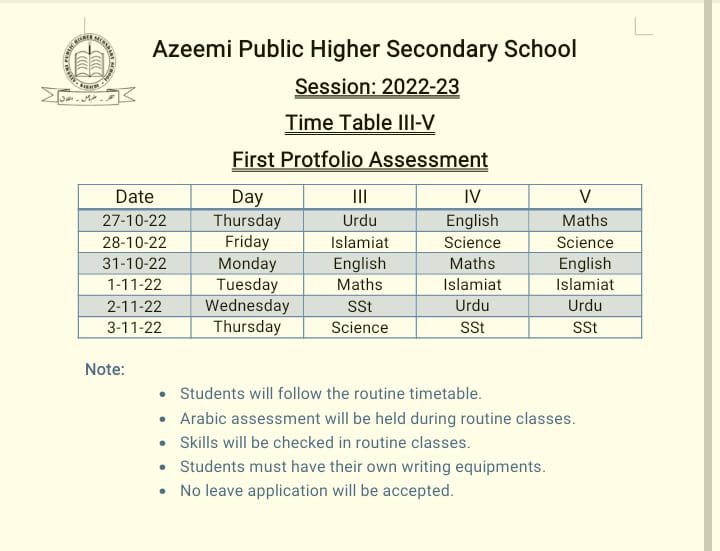 Azeemi Public Higher Secondary School
Session: 2022-23
Time Table III-V
First Protfolio Assessment
Date Day III IV V
27-10-22 Thursday Urdu English Maths
28-10-22 Friday Islamiat Science Science
31-10-22 Monday English Maths English
1-11-22 Tuesday Maths Islamiat Islamiat
2-11-22 Wednesday SSt Urdu Urdu
3-11-22 Thursday Science SSt SSt
Note:
• Students will follow the routine timetable.
• Arabic assessment will be held during routine classes.
• Skills will be checked in routine classes.
• Students must have their own writing equipments.
• No leave application will be accepted.